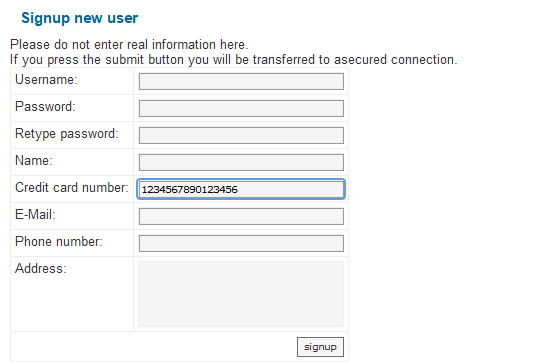 Signup new user
Please do not enter real information here.
If you press the submit button you will be transferred to asecured connection.
Username:
Password:
Retype password:
Name:
Credit card number: 1234567890123456
E-Mail:
Phone number:
Address:
signup